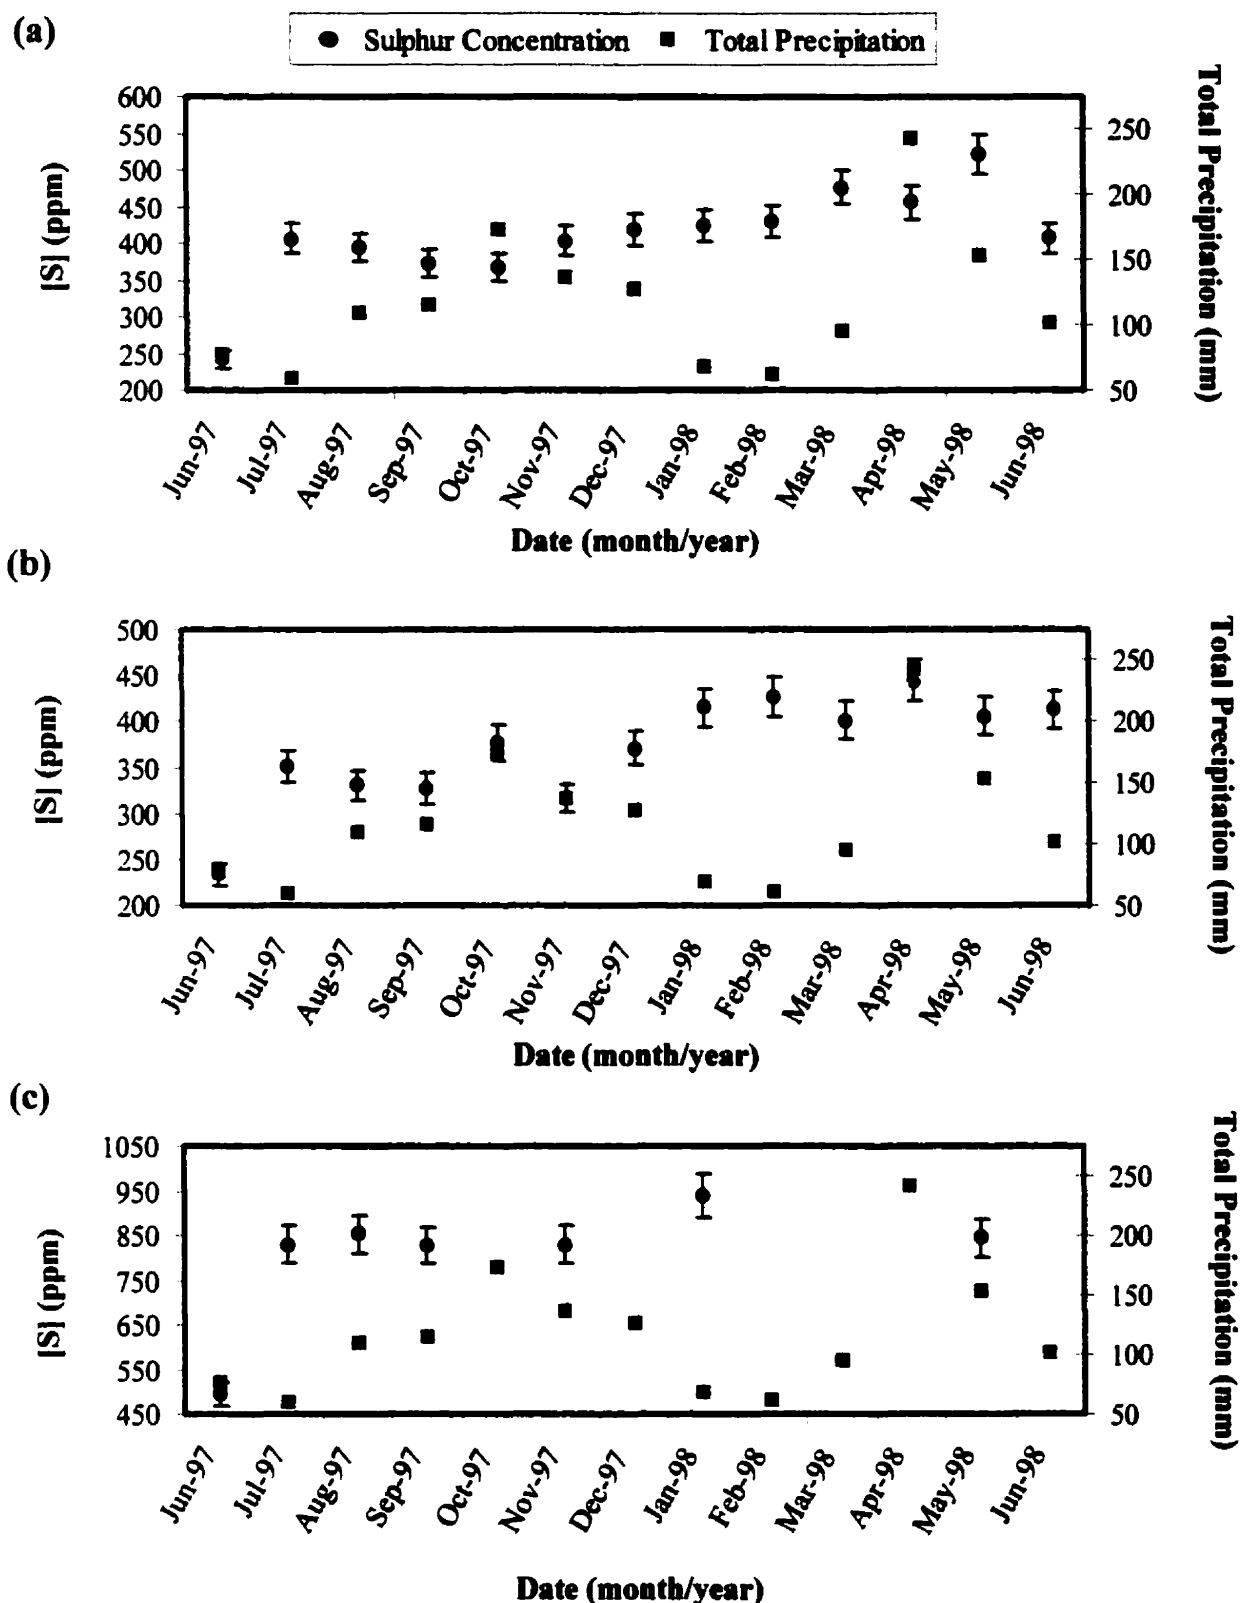 (a)
Sulphur Concentration Total Precipitation
600
550
500
450
400
350
300
250
200
[S] (ppm)
250
200
150
100
50
Total Precipitation (mm)
Jun-97 Jul-97 Aug-97 Sep-97 Oct-97 Nov-97 Dec-97 Jan-98 Feb-98 Mar-98 Apr-98 May-98 Jun-98
Date (month/year)
(b)
500
450
400
350
300
250
200
[S] (ppm)
250
200
150
100
50
Total Precipitation (mm)
Jun-97 Jul-97 Aug-97 Sep-97 Oct-97 Nov-97 Dec-97 Jan-98 Feb-98 Mar-98 Apr-98 May-98 Jun-98
Date (month/year)
(c)
1050
950
850
750
650
550
450
[S] (ppm)
250
200
150
100
50
Total Precipitation (mm)
Jun-97 Jul-97 Aug-97 Sep-97 Oct-97 Nov-97 Dec-97 Jan-98 Feb-98 Mar-98 Apr-98 May-98 Jun-98
Date (month/year)